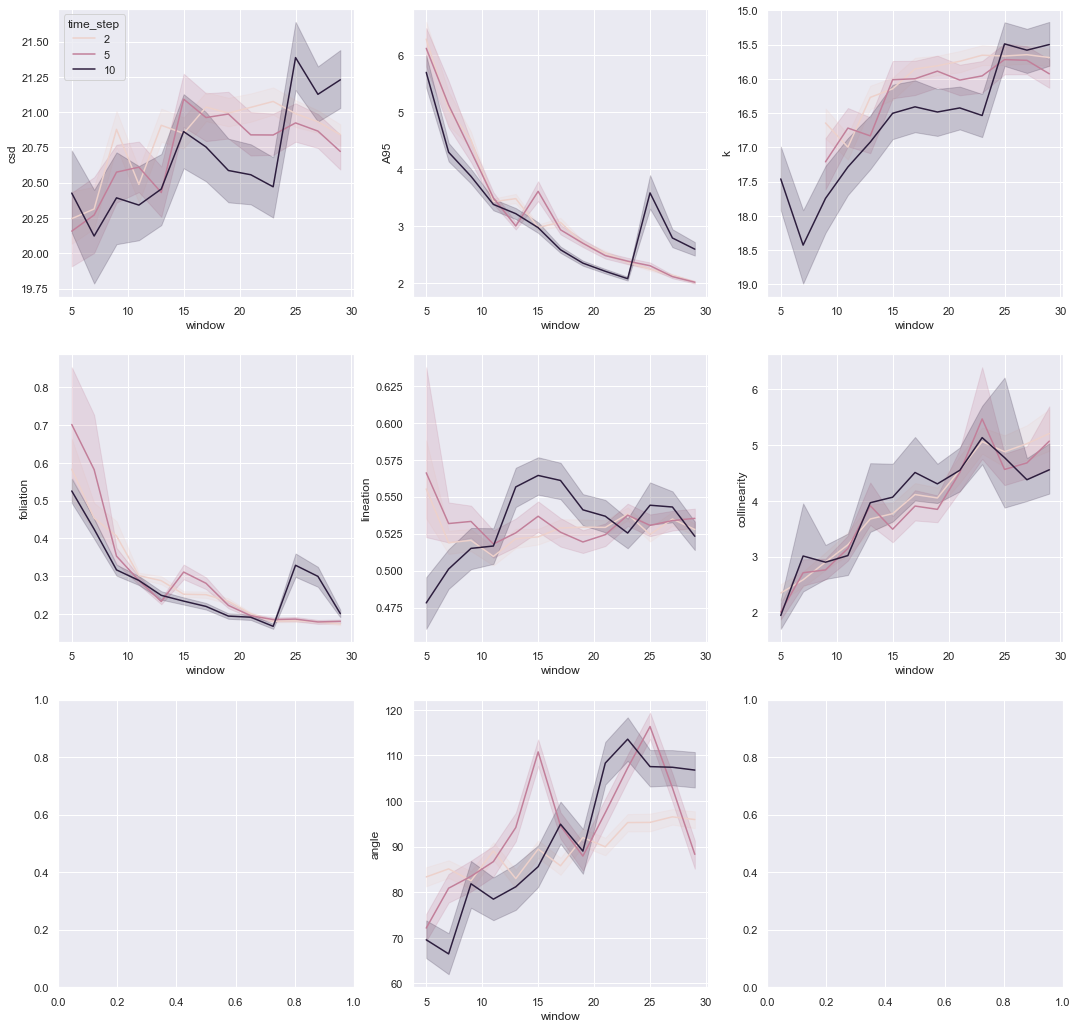 time_step
2
5
10
csd
21.50
21.25
21.00
20.75
20.50
20.25
20.00
19.75
5 10 15 20 25 30
window
A95
6
5
4
3
2
5 10 15 20 25 30
window
k
15.0
15.5
16.0
16.5
17.0
17.5
18.0
18.5
19.0
5 10 15 20 25 30
window
foliation
0.8
0.7
0.6
0.5
0.4
0.3
0.2
5 10 15 20 25 30
window
lineation
0.625
0.600
0.575
0.550
0.525
0.500
0.475
5 10 15 20 25 30
window
collinearity
6
5
4
3
2
5 10 15 20 25 30
window
1.0
0.8
0.6
0.4
0.2
0.0
0.0 0.2 0.4 0.6 0.8 1.0
angle
120
110
100
90
80
70
60
5 10 15 20 25 30
window
1.0
0.8
0.6
0.4
0.2
0.0
0.0 0.2 0.4 0.6 0.8 1.0